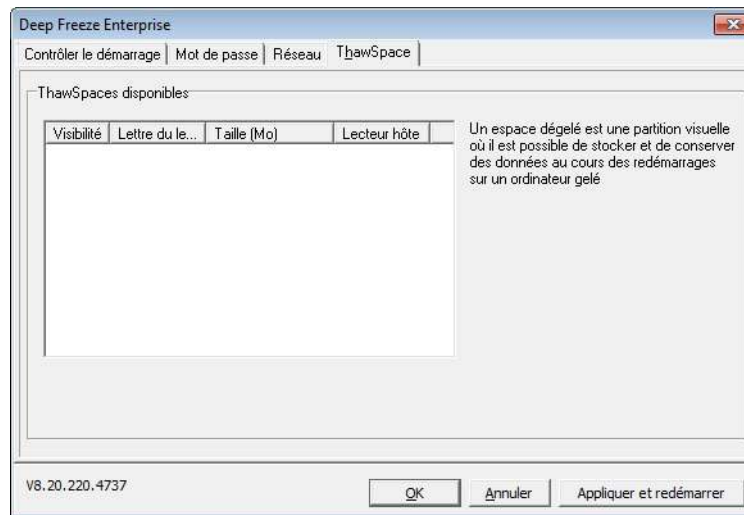 Deep Freeze Enterprise
Contrôler le démarrage Mot de passe Réseau ThawSpace
ThawSpaces disponibles
Visibilité Lettre du le... Taille (Mo) Lecteur hôte
Un espace dégelé est une partition visuelle
où il est possible de stocker et de conserver
des données au cours des redémarrages
sur un ordinateur gelé
V8.20.220.4737
OK Annuler Appliquer et redémarrer